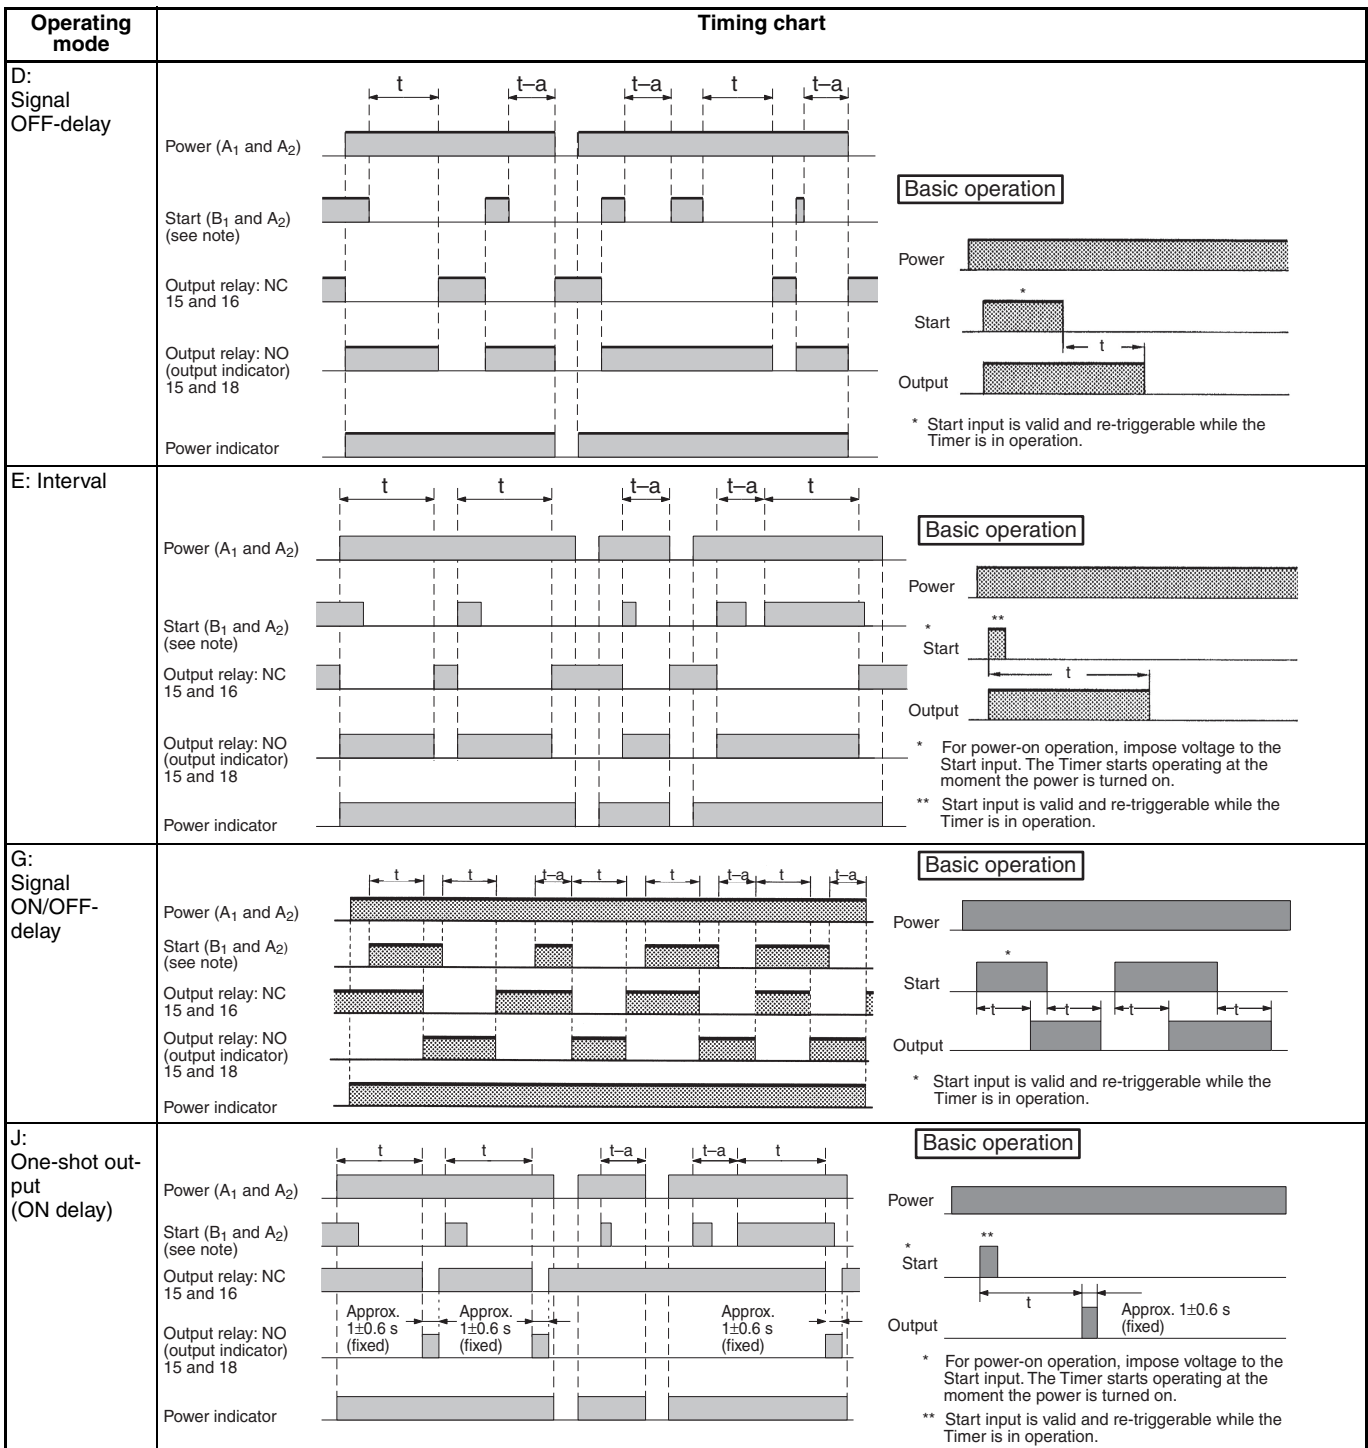 Operating
mode
Timing chart
D:
Signal
OFF-delay
t
t–a
t–a
t
t–a
Power (A1 and A2)
Start (B1 and A2)
(see note)
Output relay: NC
15 and 16
Output relay: NO
(output indicator)
15 and 18
Power indicator
Basic operation
Power
*
Start
t
Output
* Start input is valid and re-triggerable while the
Timer is in operation.
E: Interval
t
t
t–a
t–a
t
Power (A1 and A2)
Start (B1 and A2)
(see note)
Output relay: NC
15 and 16
Output relay: NO
(output indicator)
15 and 18
Power indicator
Basic operation
Power
**
*
Start
t
Output
* For power-on operation, impose voltage to the
Start input. The Timer starts operating at the
moment the power is turned on.
** Start input is valid and re-triggerable while the
Timer is in operation.
G:
Signal
ON/OFF-
delay
t
t
t–a
t
t
t–a
t
t–a
Power (A1 and A2)
Start (B1 and A2)
(see note)
Output relay: NC
15 and 16
Output relay: NO
(output indicator)
15 and 18
Power indicator
Basic operation
Power
*
Start
t
t
t
t
Output
* Start input is valid and re-triggerable while the
Timer is in operation.
J:
One-shot out-
put
(ON delay)
t
t
t–a
t–a
t
Power (A1 and A2)
Start (B1 and A2)
(see note)
Output relay: NC
15 and 16
Approx.
1±0.6 s
(fixed)
Approx.
1±0.6 s
(fixed)
Approx.
1±0.6 s
(fixed)
Output relay: NO
(output indicator)
15 and 18
Power indicator
Basic operation
Power
**
*
Start
t
Approx. 1±0.6 s
(fixed)
Output
* For power-on operation, impose voltage to the
Start input. The Timer starts operating at the
moment the power is turned on.
** Start input is valid and re-triggerable while the
Timer is in operation.